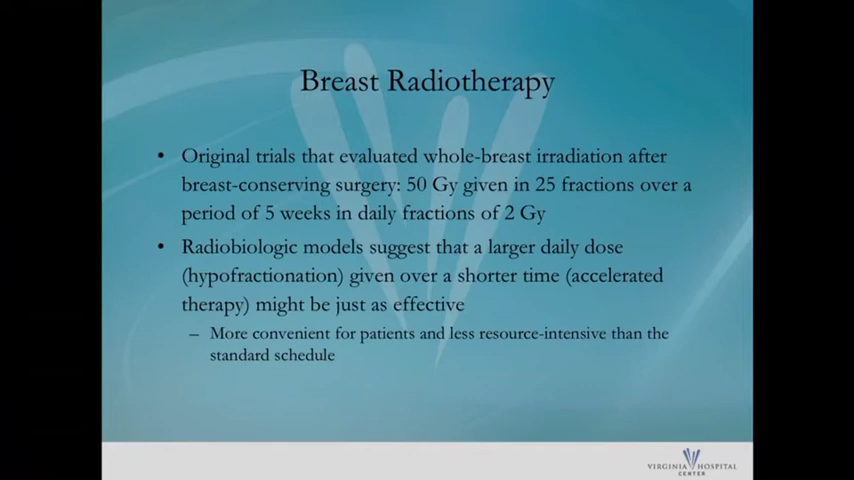 Breast Radiotherapy
• Original trials that evaluated whole-breast irradiation after
breast-conserving surgery: 50 Gy given in 25 fractions over a
period of 5 weeks in daily fractions of 2 Gy
• Radiobiologic models suggest that a larger daily dose
(hypofractionation) given over a shorter time (accelerated
therapy) might be just as effective
– More convenient for patients and less resource-intensive than the
standard schedule
VIRGINIA HOSPITAL
CENTER